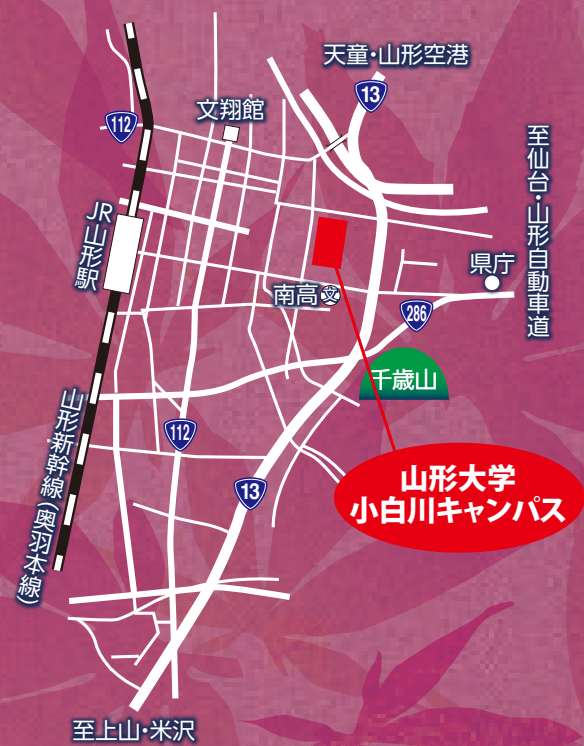 天童・山形空港
13
文翔館
112
至仙台・山形自動車道
JR山形駅
県庁
南高
文
286
千歳山
山形新幹線(奥羽本線)
112
山形大学
小白川キャンパス
13
至上山・米沢